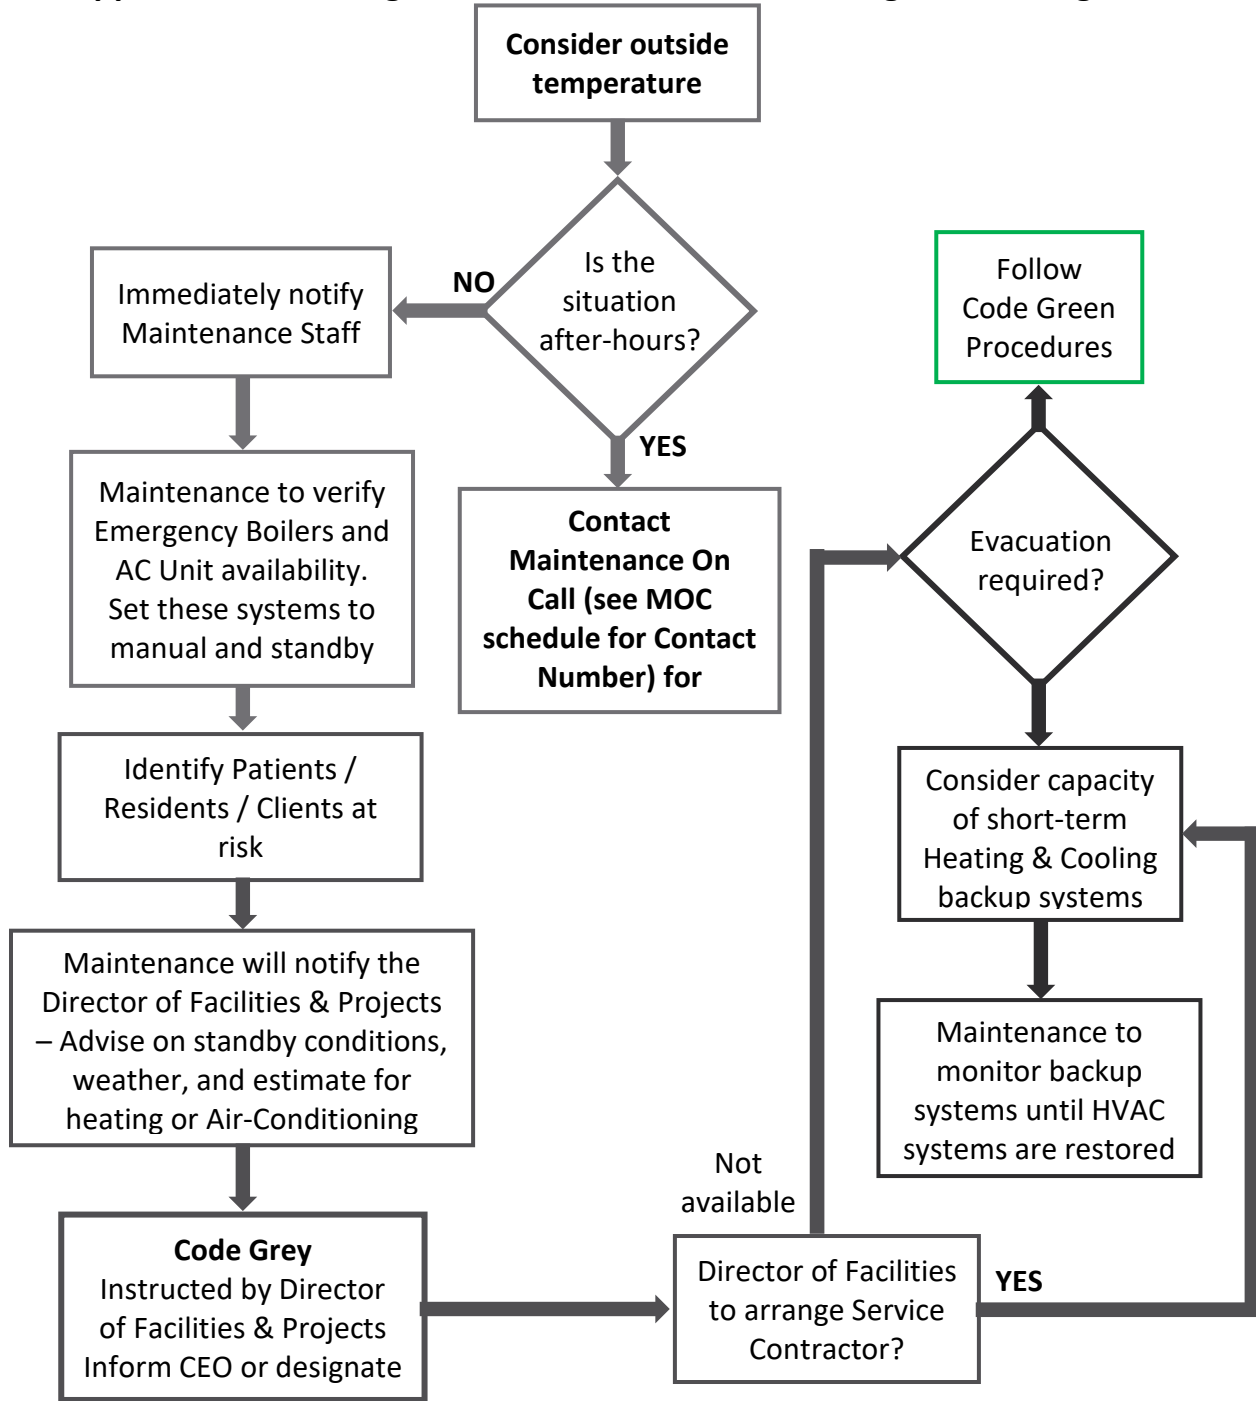 Consider outside
temperature
Is the
situation
after-hours?
NO
YES
Immediately notify
Maintenance Staff
Maintenance to verify
Emergency Boilers and
AC Unit availability.
Set these systems to
manual and standby
Contact
Maintenance On
Call (see MOC
schedule for Contact
Number) for
Identify Patients /
Residents / Clients at
risk
Maintenance will notify the
Director of Facilities & Projects
– Advise on standby conditions,
weather, and estimate for
heating or Air-Conditioning
Code Grey
Instructed by Director
of Facilities & Projects
Inform CEO or designate
Director of Facilities
to arrange Service
Contractor?
Not
available
YES
Evacuation
required?
Follow
Code Green
Procedures
Consider capacity
of short-term
Heating & Cooling
backup systems
Maintenance to
monitor backup
systems until HVAC
systems are restored